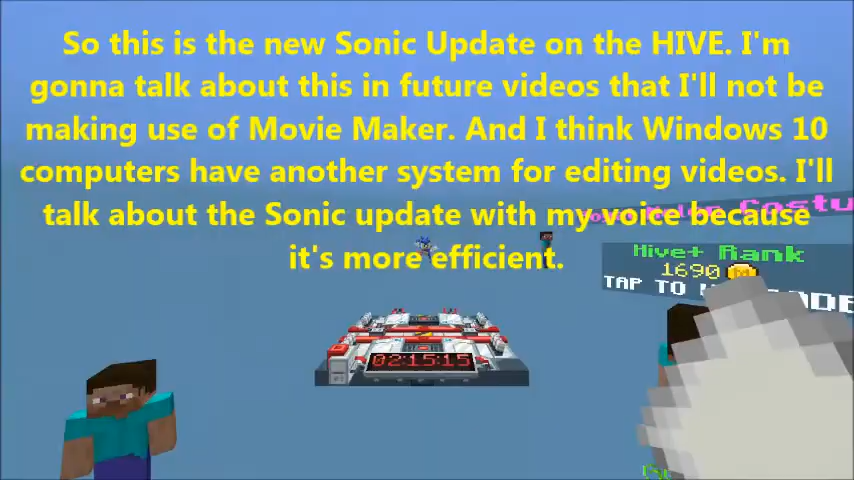 So this is the new Sonic Update on the HIVE. I'm
gonna talk about this in future videos that I'll not be
making use of Movie Maker. And I think Windows 10
computers have another system for editing videos. I'll
talk about the Sonic update with my voice because
it's more efficient.
Hive+ Rank
1690
TAP TO
02:15:15